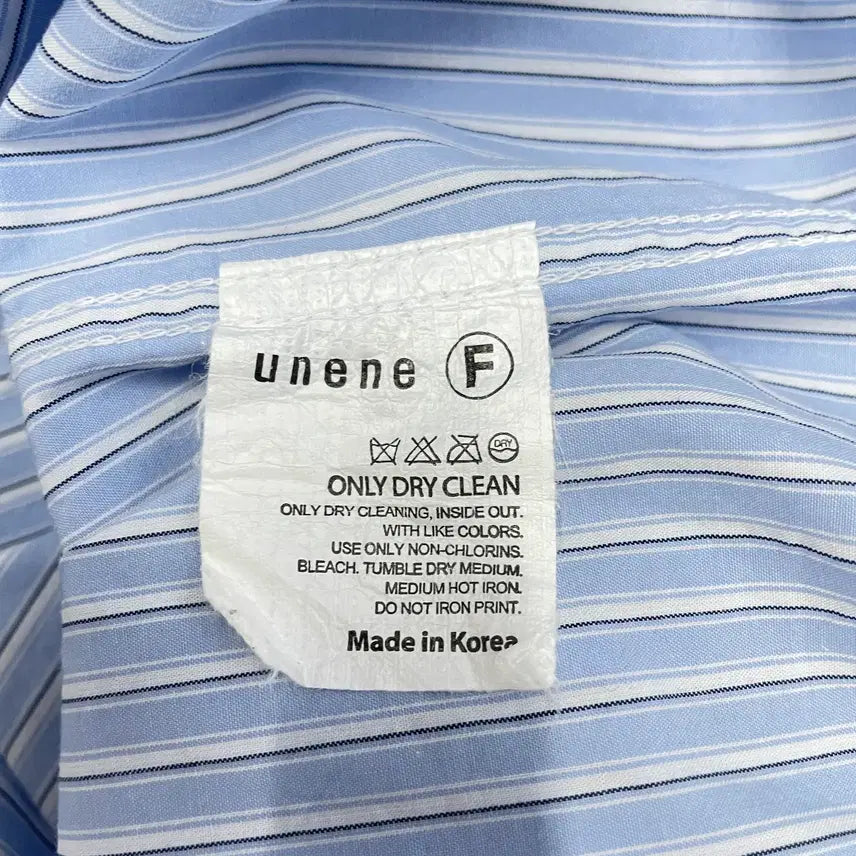 unene F
DRY
ONLY DRY CLEAN
ONLY DRY CLEANING, INSIDE OUT.
WITH LIKE COLORS.
USE ONLY NON-CHLORINS.
BLEACH. TUMBLE DRY MEDIUM.
MEDIUM HOT IRON.
DO NOT IRON PRINT.
Made in Korea